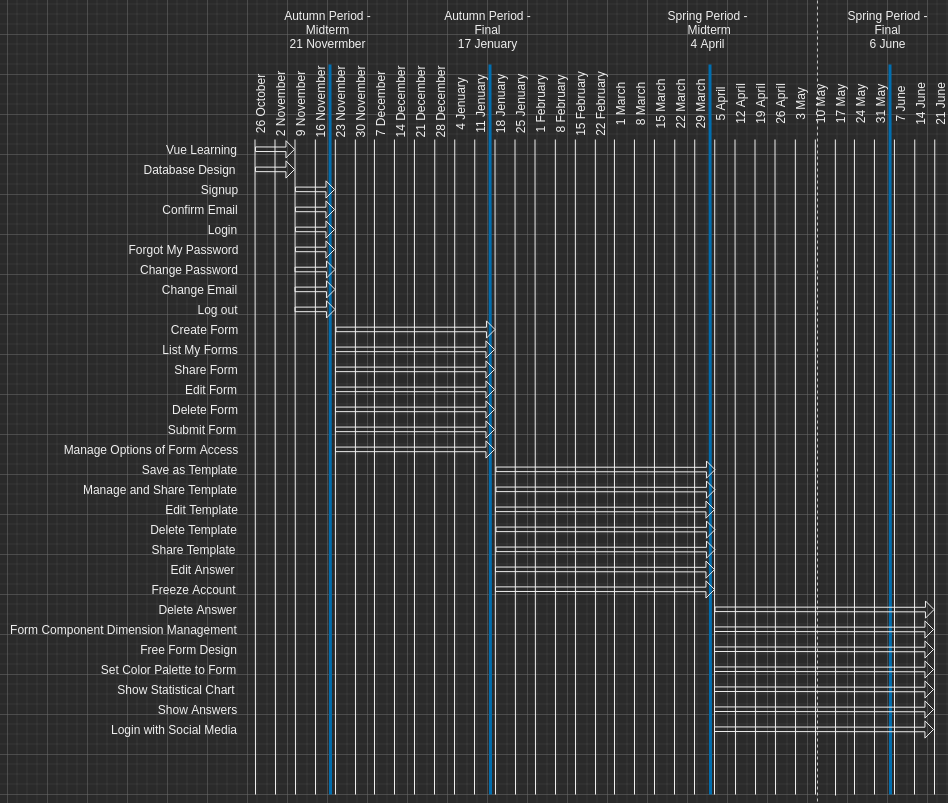 Autumn Period -
Midterm
21 Novermber
Autumn Period -
Final
17 Jenuary
Spring Period -
Midterm
4 April
Spring Period -
Final
6 June
26 October
2 November
9 November
16 November
23 November
30 November
7 December
14 December
21 December
28 December
4 Jenuary
11 Jenuary
18 Jenuary
25 Jenuary
1 February
8 February
15 February
22 February
1 March
8 March
15 March
22 March
29 March
5 April
12 April
19 April
26 April
3 May
10 May
17 May
24 May
31 May
7 June
14 June
21 June
Vue Learning
Database Design
Signup
Confirm Email
Login
Forgot My Password
Change Password
Change Email
Log out
Create Form
List My Forms
Share Form
Edit Form
Delete Form
Submit Form
Manage Options of Form Access
Save as Template
Manage and Share Template
Edit Template
Delete Template
Share Template
Edit Answer
Freeze Account
Delete Answer
Form Component Dimension Management
Free Form Design
Set Color Palette to Form
Show Statistical Chart
Show Answers
Login with Social Media